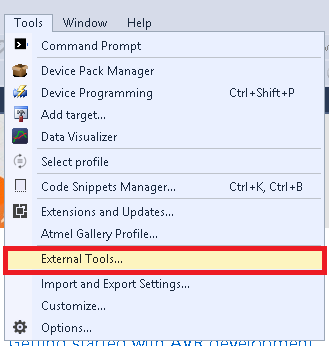 Tools Window Help
Command Prompt
Device Pack Manager
Device Programming Ctrl+Shift+P
Add target...
Data Visualizer
Select profile
Code Snippets Manager... Ctrl+K, Ctrl+B
Extensions and Updates...
Atmel Gallery Profile...
External Tools...
Import and Export Settings...
Customize...
Options...
Getting started with AVR development